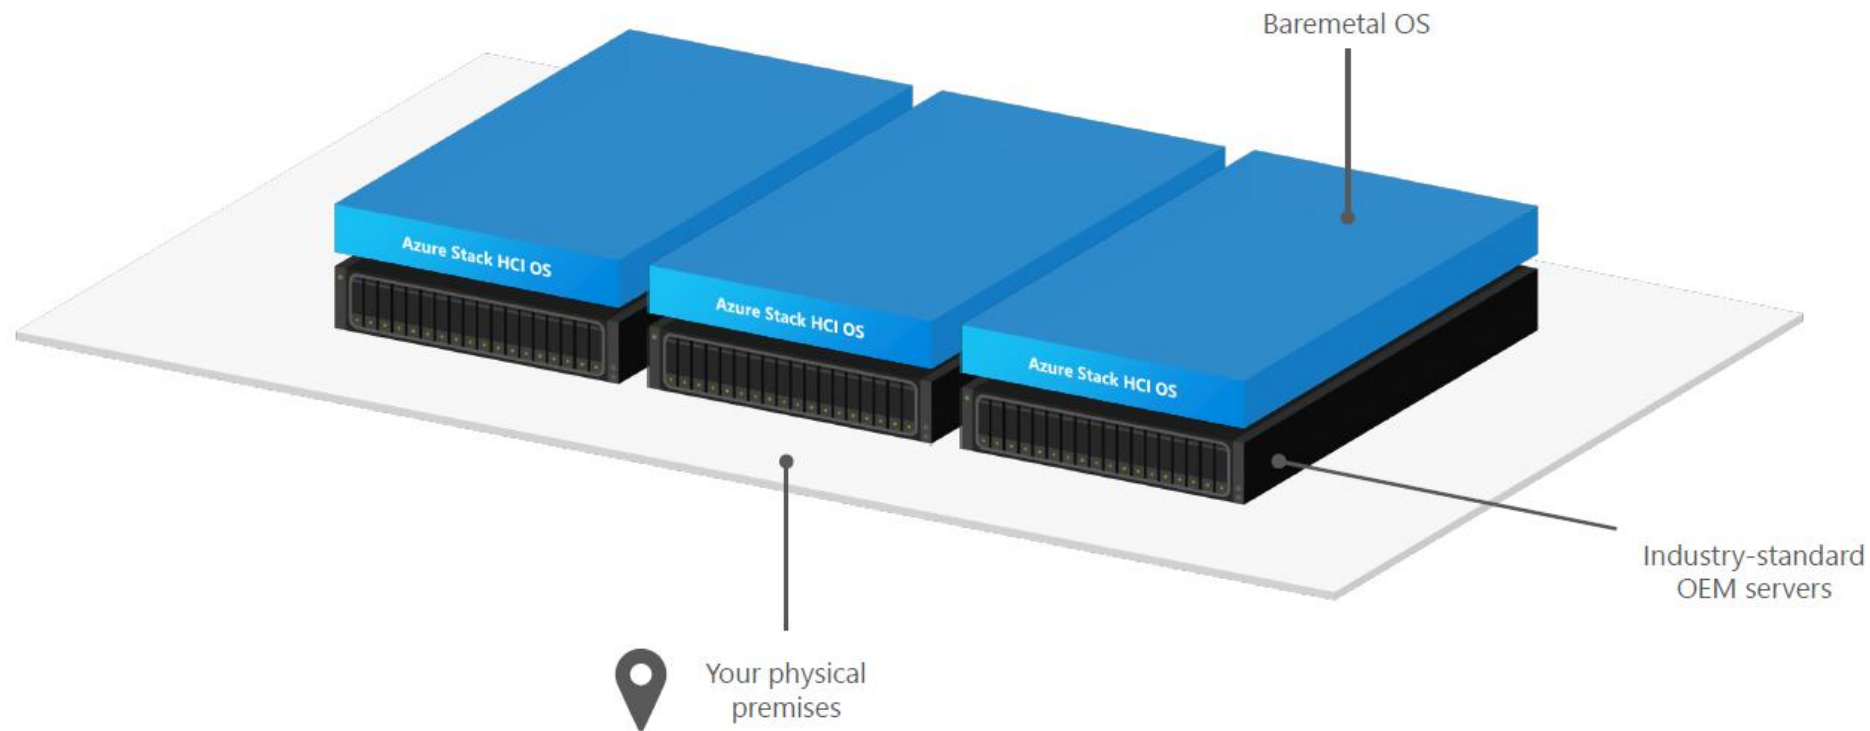 Baremetal OS
Azure Stack HCI OS
Azure Stack HCI OS
Azure Stack HCI OS
Industry-standard
OEM servers
Your physical
premises